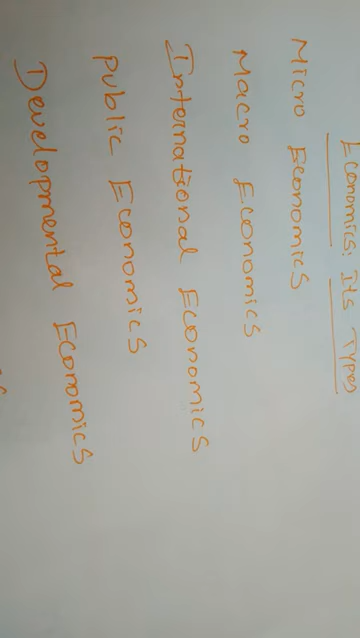 Economics: Its Types
Micro Economics
Macro Economics
International Economics
Public Economics
Developmental Economics